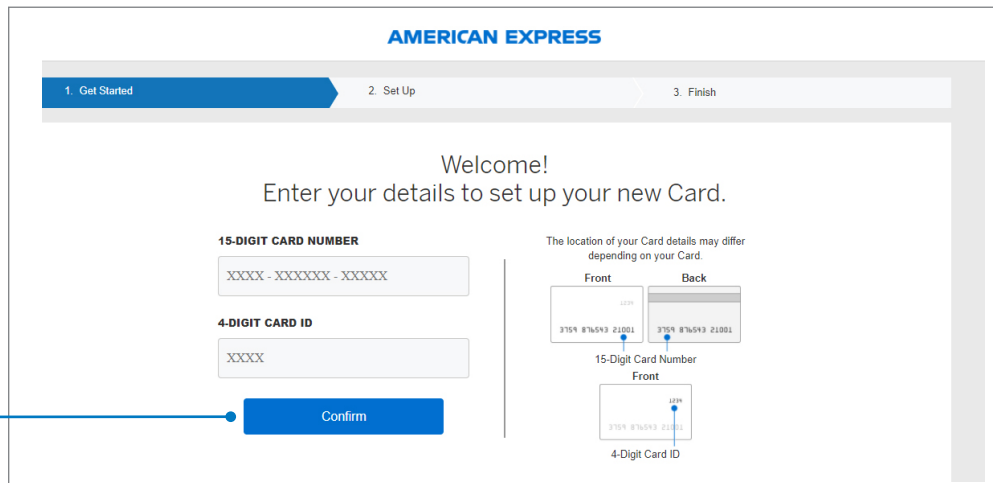 AMERICAN EXPRESS
1. Get Started
2. Set Up
3. Finish
Welcome!
Enter your details to set up your new Card.
15-DIGIT CARD NUMBER
XXXX - XXXXXX - XXXXX
4-DIGIT CARD ID
XXXX
Confirm
The location of your Card details may differ
depending on your Card.
Front
Back
1234
3759 876543 21001
3759 876543 21001
15-Digit Card Number
Front
1234
3759 876543 21001
4-Digit Card ID